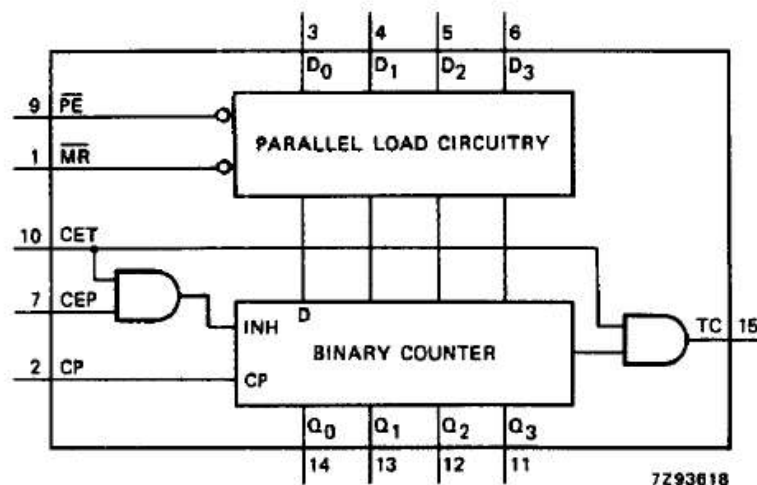 3 4 5 6
D0 D1 D2 D3
9 PE
PARALLEL LOAD CIRCUITRY
1 MR
10 CET
7 CEP
D
INH
BINARY COUNTER
TC 15
2 CP
CP
Q0 Q1 Q2 Q3
14 13 12 11
7Z93618